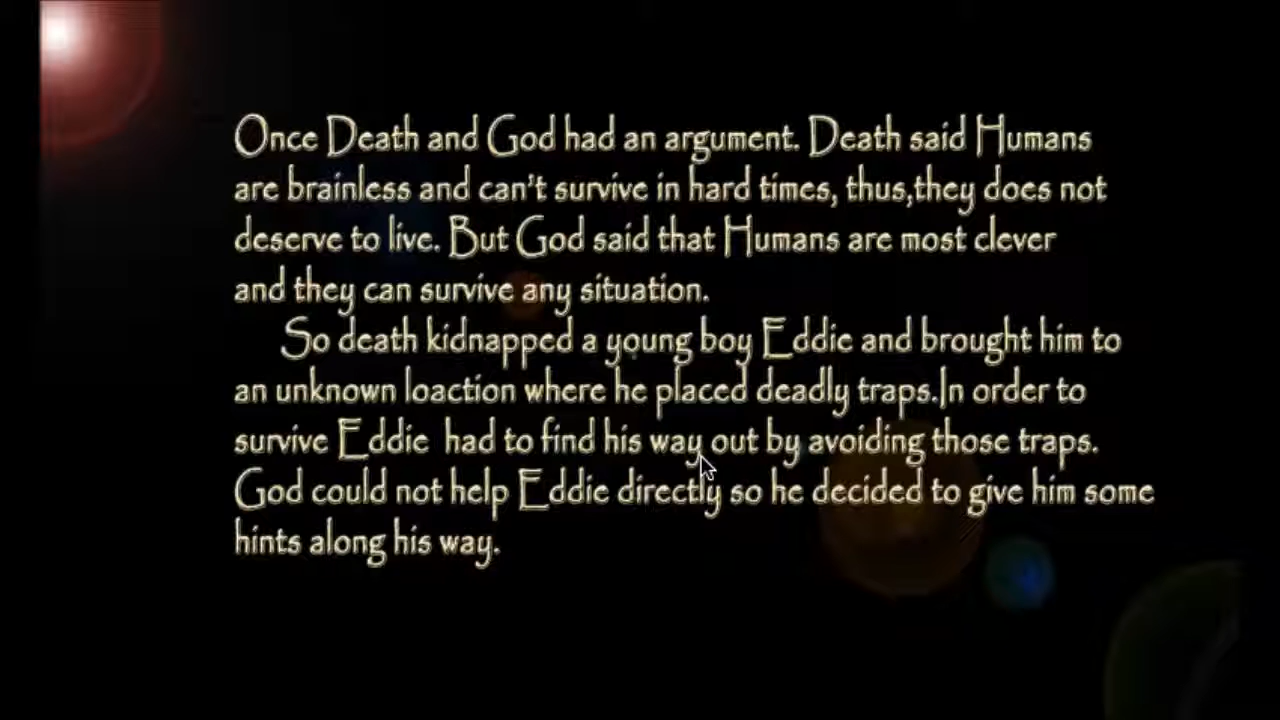 Once Death and God had an argument. Death said Humans
are brainless and can't survive in hard times, thus,they does not
deserve to live. But God said that Humans are most clever
and they can survive any situation.
So death kidnapped a young boy Eddie and brought him to
an unknown loaction where he placed deadly traps.In order to
survive Eddie had to find his way out by avoiding those traps.
God could not help Eddie directly so he decided to give him some
hints along his way.